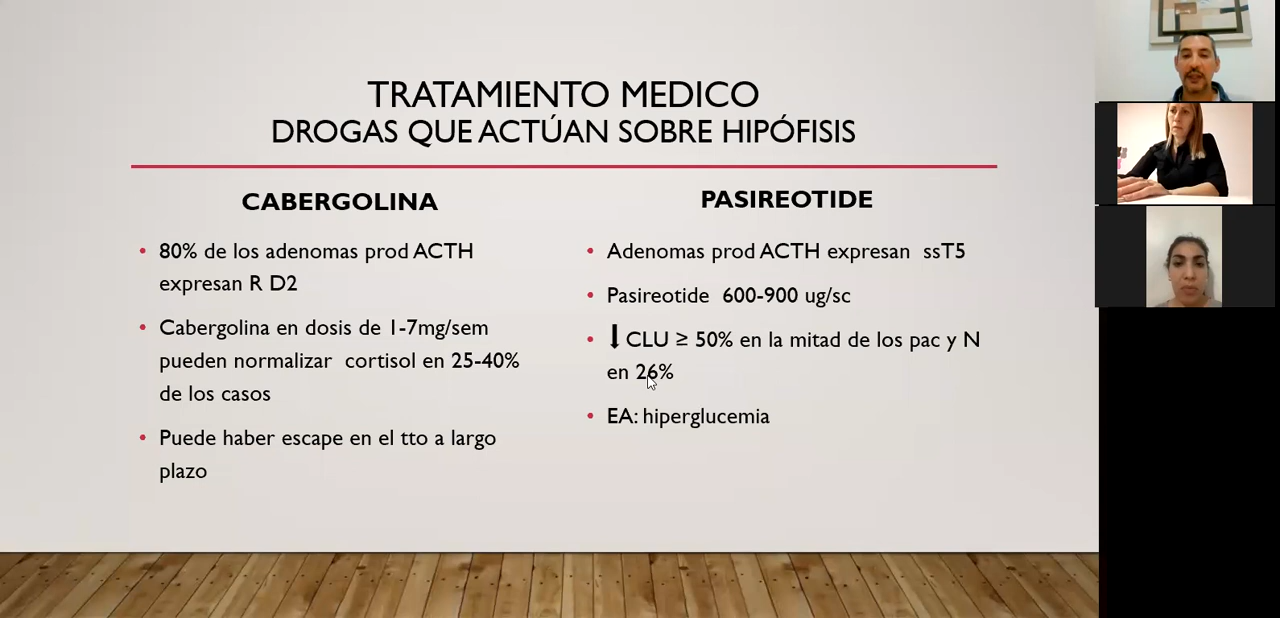 TRATAMIENTO MEDICO
DROGAS QUE ACTÚAN SOBRE HIPÓFISIS
CABERGOLINA
• 80% de los adenomas prod ACTH
expresan R D2
• Cabergolina en dosis de 1-7mg/sem
pueden normalizar cortisol en 25-40%
de los casos
• Puede haber escape en el tto a largo
plazo
PASIREOTIDE
• Adenomas prod ACTH expresan ssT5
• Pasireotide 600-900 ug/sc
• ↓ CLU ≥ 50% en la mitad de los pac y N
en 26%
• EA: hiperglucemia